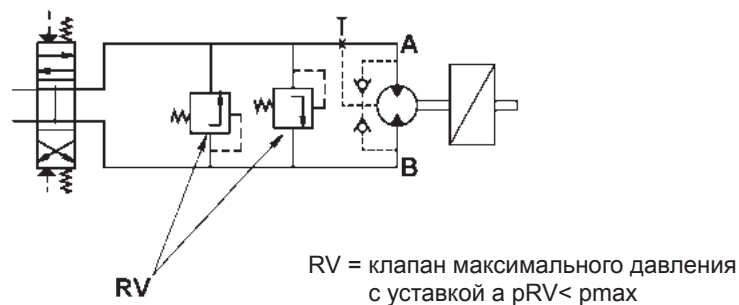 T
A
B
RV
RV = клапан максимального давления
с уставкой а pRV< pmax